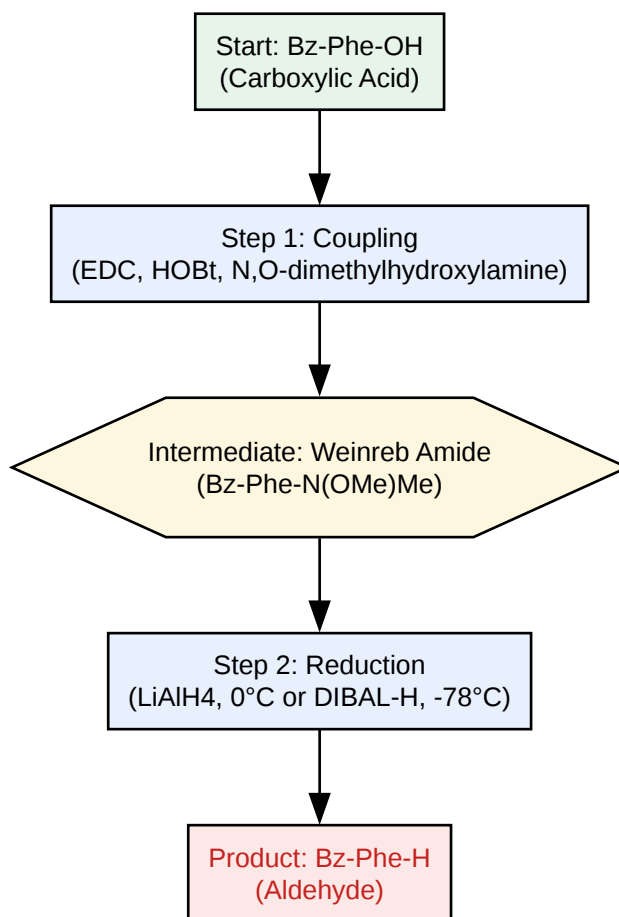 Start: Bz-Phe-OH
(Carboxylic Acid)
Step 1: Coupling
(EDC, HOBt, N,O-dimethylhydroxylamine)
Intermediate: Weinreb Amide
(Bz-Phe-N(OMe)Me)
Step 2: Reduction
(LiAlH4, 0°C or DIBAL-H, -78°C)
Product: Bz-Phe-H
(Aldehyde)